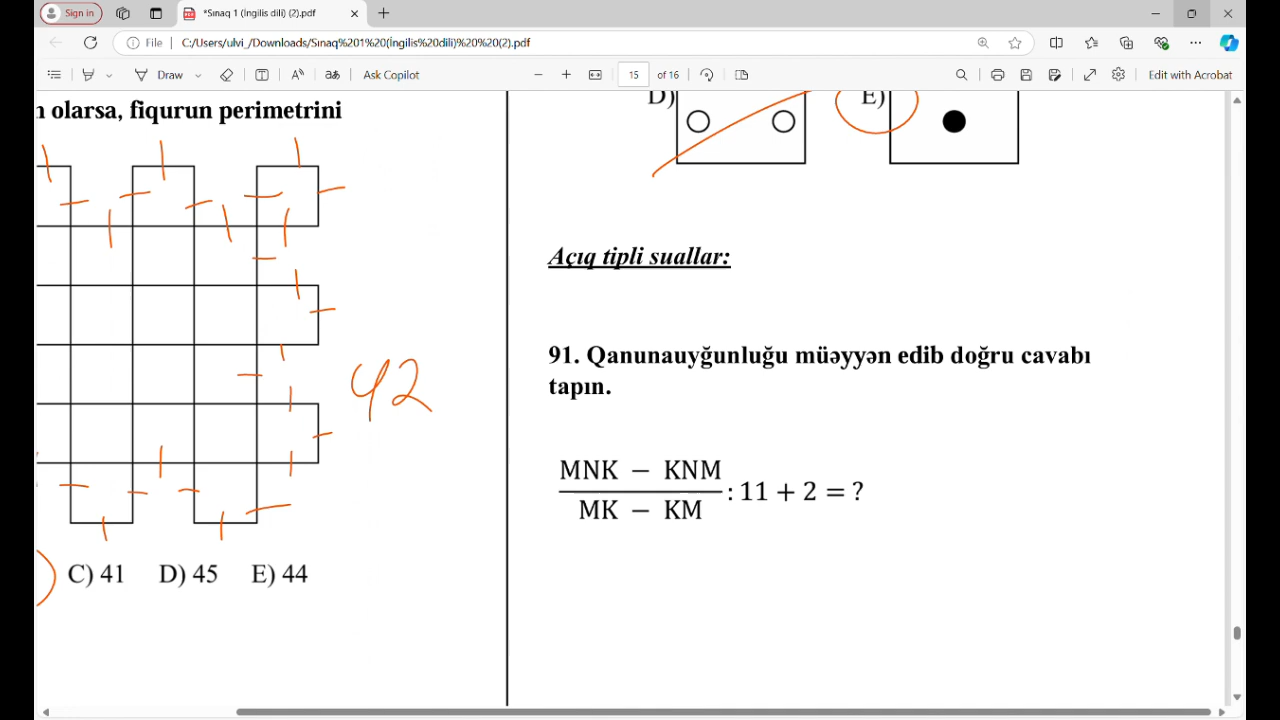 Sign in
*Sınaq 1 (İngilis dili) (2).pdf
File
C:/Users/ulvi_/Downloads/Sınaq%201%20(İngilis%20dili)%20%20(2).pdf
Draw
Ask Copilot
15 of 16
Edit with Acrobat
olarsa, fiqurun perimetrini
42
C) 41 D) 45 E) 44
D) E)
Açıq tipli suallar:
91. Qanunauyğunluğu müəyyən edib doğru cavabı
tapın.
MNK − KNM
MK − KM
: 11 + 2 = ?